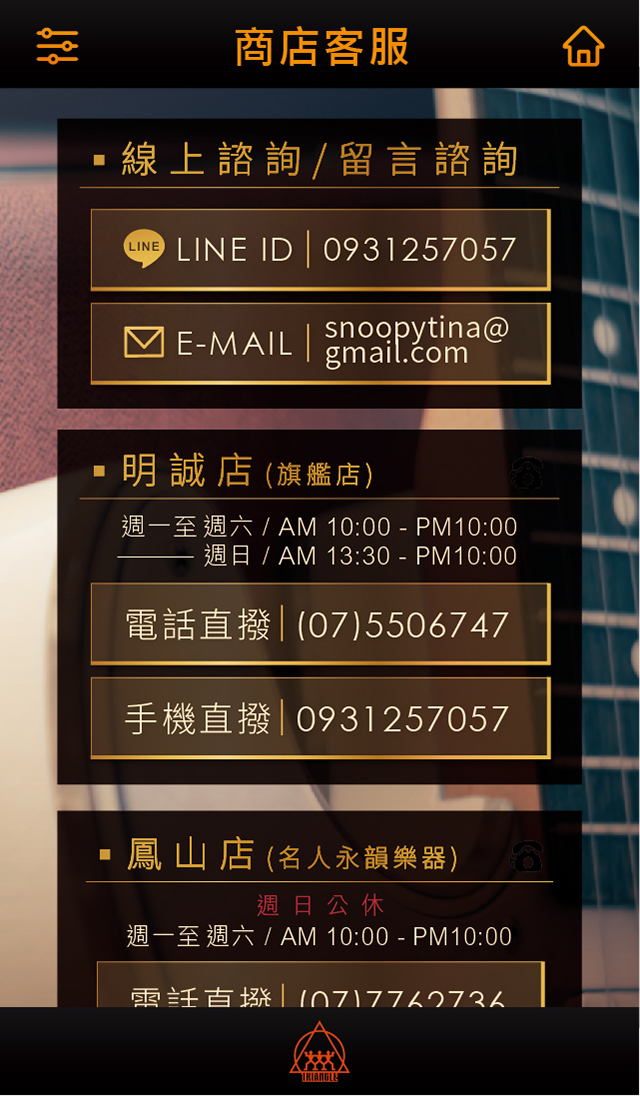 商店客服
線上諮詢/留言諮詢
LINE LINE ID | 0931257057
E-MAIL | snoopytina@
gmail.com
明誠店 (旗艦店)
週一至週六 / AM 10:00 - PM10:00
週日 / AM 13:30 - PM10:00
電話直撥 | (07)5506747
手機直撥 | 0931257057
鳳山店 (名人永韻樂器)
週日公休
週一至週六 / AM 10:00 - PM10:00
電話直撥 | (07)7762736
TRIANGLE